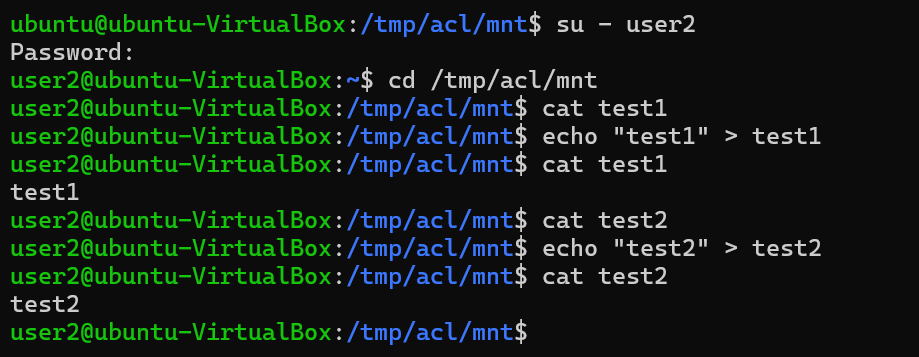 ubuntu@ubuntu-VirtualBox:/tmp/acl/mnt$ su - user2
Password:
user2@ubuntu-VirtualBox:~$ cd /tmp/acl/mnt
user2@ubuntu-VirtualBox:/tmp/acl/mnt$ cat test1
user2@ubuntu-VirtualBox:/tmp/acl/mnt$ echo "test1" > test1
user2@ubuntu-VirtualBox:/tmp/acl/mnt$ cat test1
test1
user2@ubuntu-VirtualBox:/tmp/acl/mnt$ cat test2
user2@ubuntu-VirtualBox:/tmp/acl/mnt$ echo "test2" > test2
user2@ubuntu-VirtualBox:/tmp/acl/mnt$ cat test2
test2
user2@ubuntu-VirtualBox:/tmp/acl/mnt$